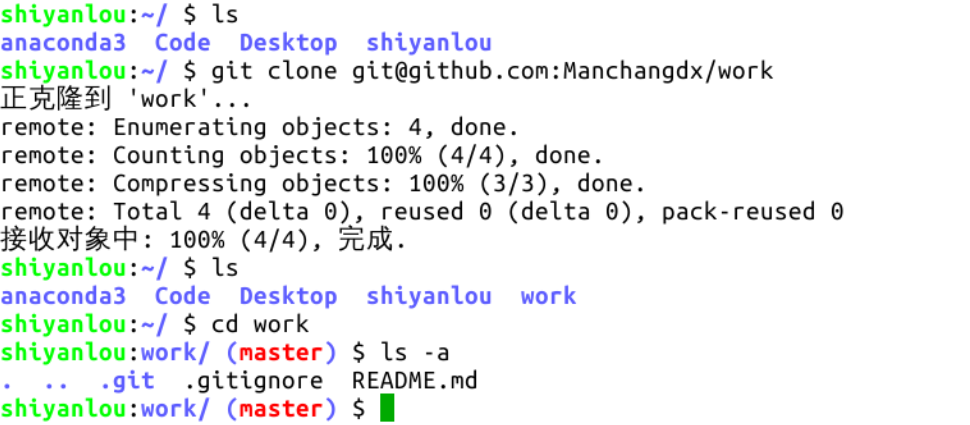 shiyanlou:~/ $ ls
anaconda3  Code  Desktop  shiyanlou
shiyanlou:~/ $ git clone git@github.com:Manchangdx/work
正克隆到 'work'...
remote: Enumerating objects: 4, done.
remote: Counting objects: 100% (4/4), done.
remote: Compressing objects: 100% (3/3), done.
remote: Total 4 (delta 0), reused 0 (delta 0), pack-reused 0
接收对象中: 100% (4/4), 完成.
shiyanlou:~/ $ ls
anaconda3  Code  Desktop  shiyanlou  work
shiyanlou:~/ $ cd work
shiyanlou:work/ (master) $ ls -a
.  ..  .git  .gitignore  README.md
shiyanlou:work/ (master) $